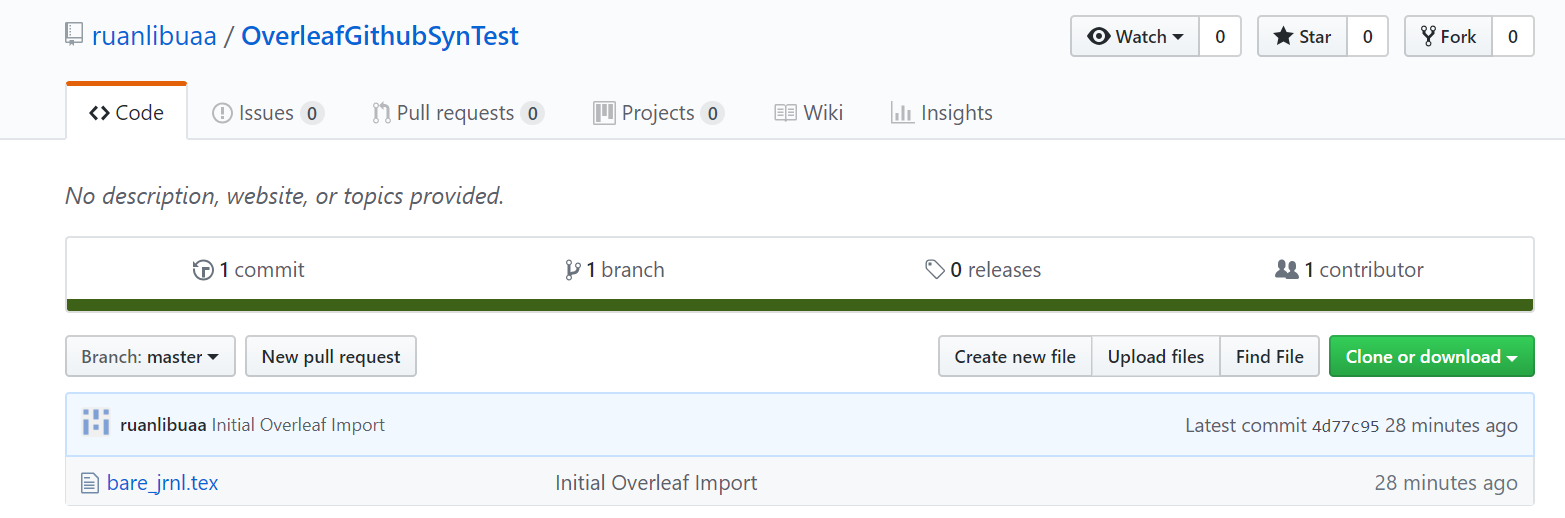 ruanlibuaa / OverleafGithubSynTest Watch 0 Star 0 Fork 0
Code Issues 0 Pull requests 0 Projects 0 Wiki Insights
No description, website, or topics provided.
1 commit 1 branch 0 releases 1 contributor
Branch: master New pull request Create new file Upload files Find File Clone or download
ruanlibuaa Initial Overleaf Import Latest commit 4d77c95 28 minutes ago
bare_jrnl.tex Initial Overleaf Import 28 minutes ago